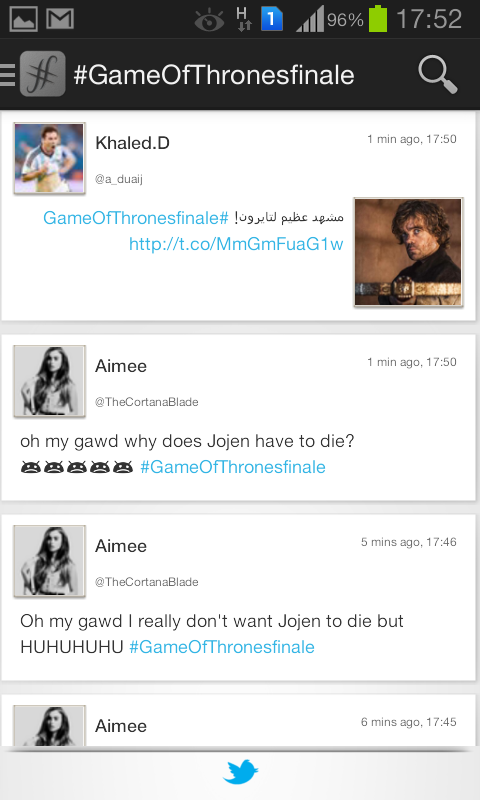 H
1
96%
17:52
#GameOfThronesfinale
Khaled.D
1 min ago, 17:50
@a_duaij
مشهد عظيم لتايرون! #GameOfThronesfinale
http://t.co/MmGmFuaG1w
Aimee
1 min ago, 17:50
@TheCortanaBlade
oh my gawd why does Jojen have to die?
#GameOfThronesfinale
Aimee
5 mins ago, 17:46
@TheCortanaBlade
Oh my gawd I really don't want Jojen to die but
HUHUHUHU #GameOfThronesfinale
Aimee
6 mins ago, 17:45